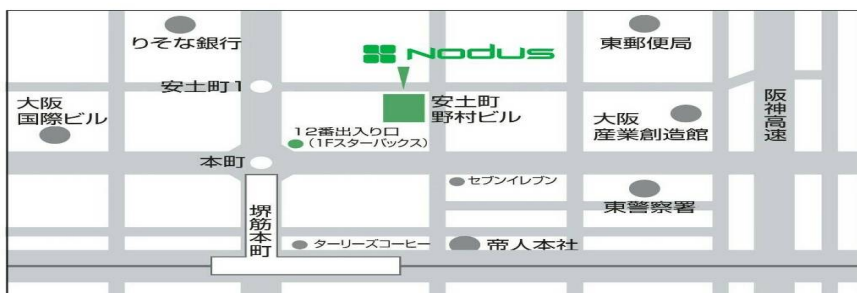 りそな銀行
NODUS
東郵便局
安土町1
安土町
野村ビル
大阪
国際ビル
12番出入り口
(1Fスターバックス)
大阪
産業創造館
阪神高速
本町
セブンイレブン
東警察署
堺筋本町
ターリーズコーヒー
帝人本社